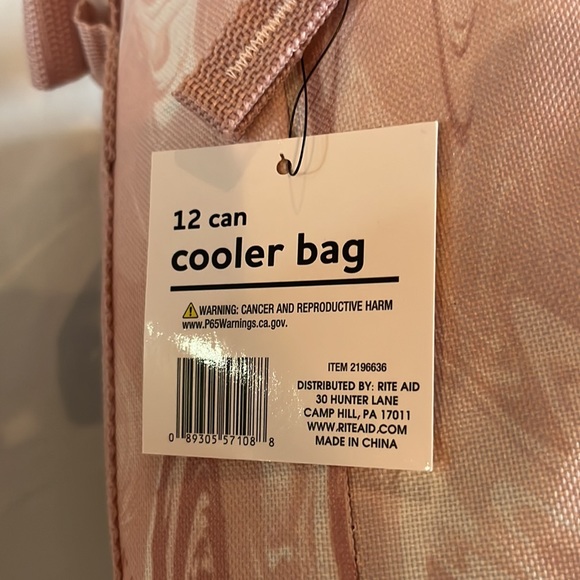 12 can
cooler bag
⚠ WARNING: CANCER AND REPRODUCTIVE HARM
www.P65Warnings.ca.gov.
ITEM 2196636
DISTRIBUTED BY: RITE AID
30 HUNTER LANE
CAMP HILL, PA 17011
WWW.RITEAID.COM
MADE IN CHINA
0 89305 57108 8